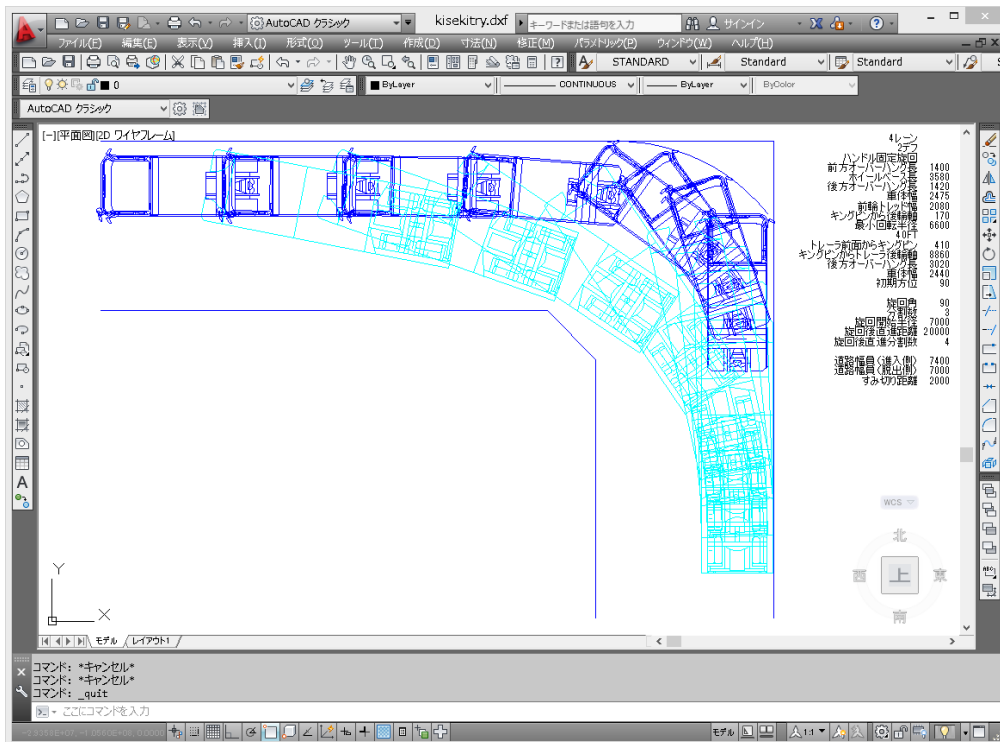 AutoCAD クラシック
kisekitry.dxf
キーワードまたは語句を入力
サインイン
ファイル(F) 編集(E) 表示(V) 挿入(I) 形式(O) ツール(T) 作成(D) 寸法(N) 修正(M) パラメトリック(P) ウィンドウ(W) ヘルプ(H)
STANDARD Standard Standard
0 ByLayer CONTINUOUS ByLayer ByColor
AutoCAD クラシック
[-][平面図][2D ワイヤフレーム]
4レーン
2デフ
ハンドル固定旋回
前方オーバーハング長 1400
ホイールベース長 3580
後方オーバーハング長 1420
車体幅 2475
前輪トレッド幅 2080
キングピンから後輪軸 170
最小回転半径 6600
40FT
トレーラ前面からキングピン 410
キングピンからトレーラ後輪軸 8860
後方オーバーハング長 3020
車体幅 2440
初期方位 90
旋回角 90
分割数 3
旋回開始半径 7000
旋回後直進距離 20000
旋回後直進分割数 4
道路幅員(進入側) 7400
道路幅員(脱出側) 7000
すみ切り距離 2000
WCS
北
西 上 東
南
Y
X
モデル レイアウト1
コマンド: *キャンセル*
コマンド: *キャンセル*
コマンド: _quit
ここにコマンドを入力
モデル 1:1